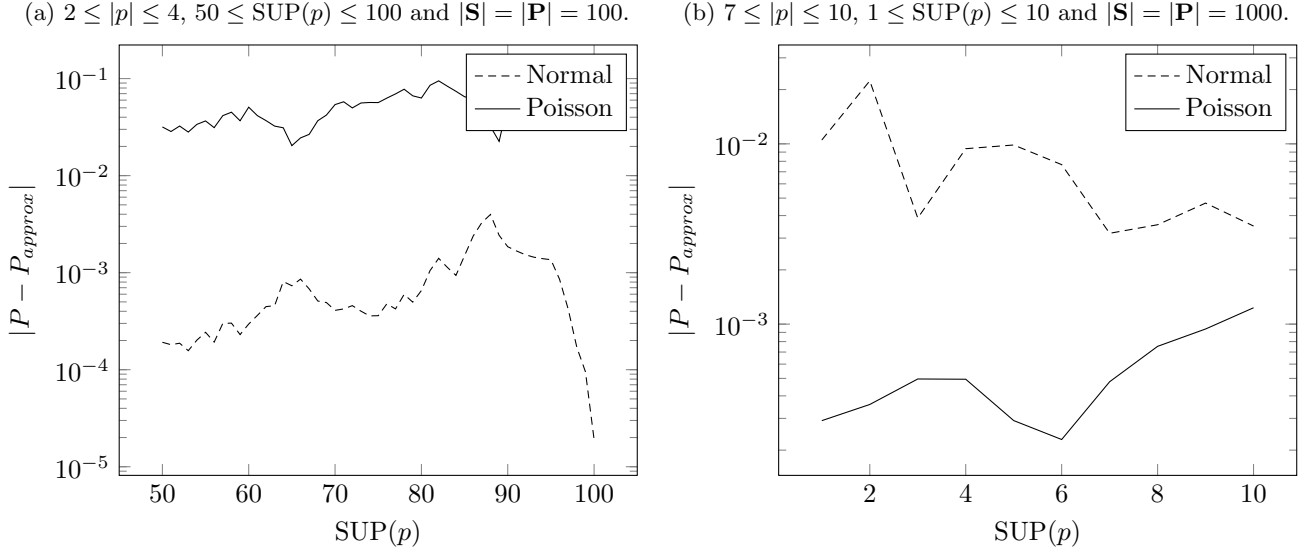 (a) 2 ≤ |p| ≤ 4, 50 ≤ SUP(p) ≤ 100 and |S| = |P| = 100.
10⁻¹
10⁻²
10⁻³
10⁻⁴
10⁻⁵
|P − P_approx|
50 60 70 80 90 100
SUP(p)
Normal
Poisson
(b) 7 ≤ |p| ≤ 10, 1 ≤ SUP(p) ≤ 10 and |S| = |P| = 1000.
10⁻²
10⁻³
|P − P_approx|
2 4 6 8 10
SUP(p)
Normal
Poisson